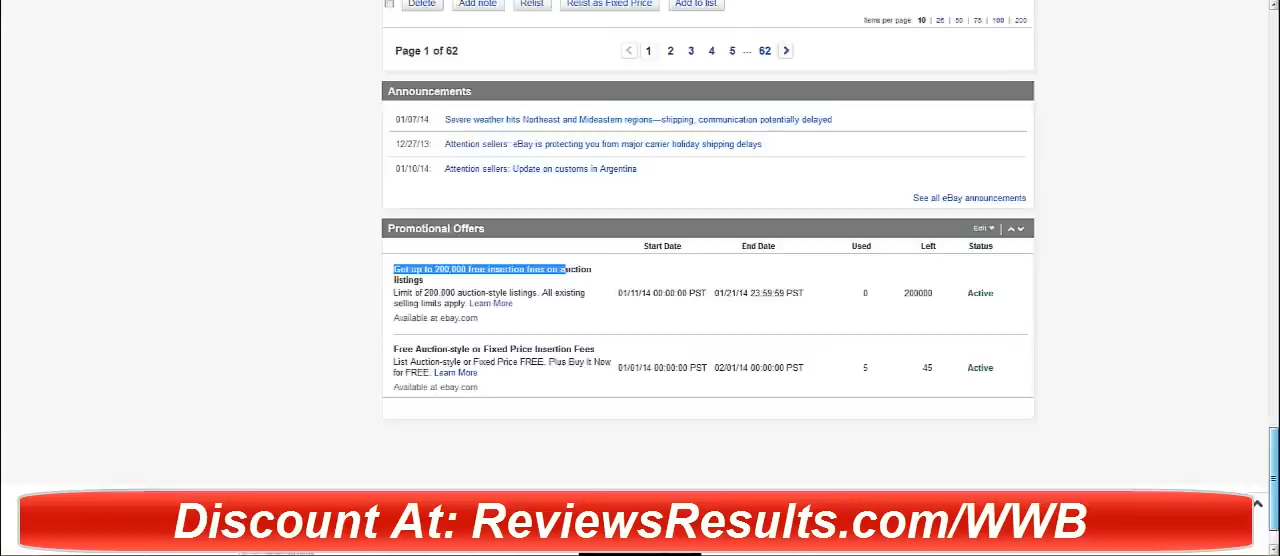 Delete Add note Relist Relist as Fixed Price Add to list
Items per page: 10 | 25 | 50 | 75 | 100 | 200
Page 1 of 62 1 2 3 4 5 ... 62
Announcements
01/07/14: Severe weather hits Northeast and Mideastern regions—shipping, communication potentially delayed
12/27/13: Attention sellers: eBay is protecting you from major carrier holiday shipping delays
01/10/14: Attention sellers: Update on customs in Argentina
See all eBay announcements
Promotional Offers Edit
Start Date End Date Used Left Status
Get up to 200,000 free insertion fees on auction
listings
Limit of 200,000 auction-style listings. All existing
selling limits apply. Learn More
01/11/14 00:00:00 PST 01/21/14 23:59:59 PST 0 200000 Active
Available at ebay.com
Free Auction-style or Fixed Price Insertion Fees
List Auction-style or Fixed Price FREE. Plus Buy It Now
for FREE. Learn More
01/01/14 00:00:00 PST 02/01/14 00:00:00 PST 5 45 Active
Available at ebay.com
Discount At: ReviewsResults.com/WWB